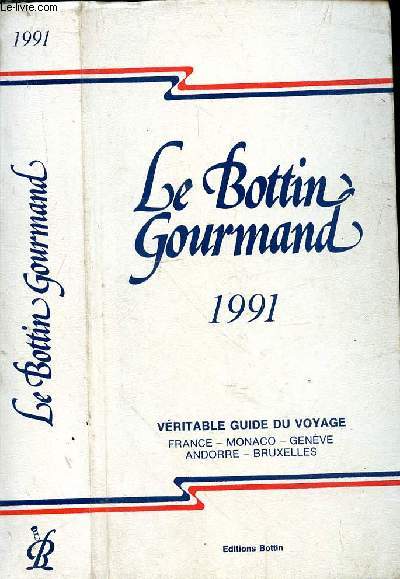 © Le-livre.com
1991
Le Bottin Gourmand
Le Bottin
Gourmand
1991
VÉRITABLE GUIDE DU VOYAGE
FRANCE – MONACO – GENÈVE
ANDORRE – BRUXELLES
Editions Bottin